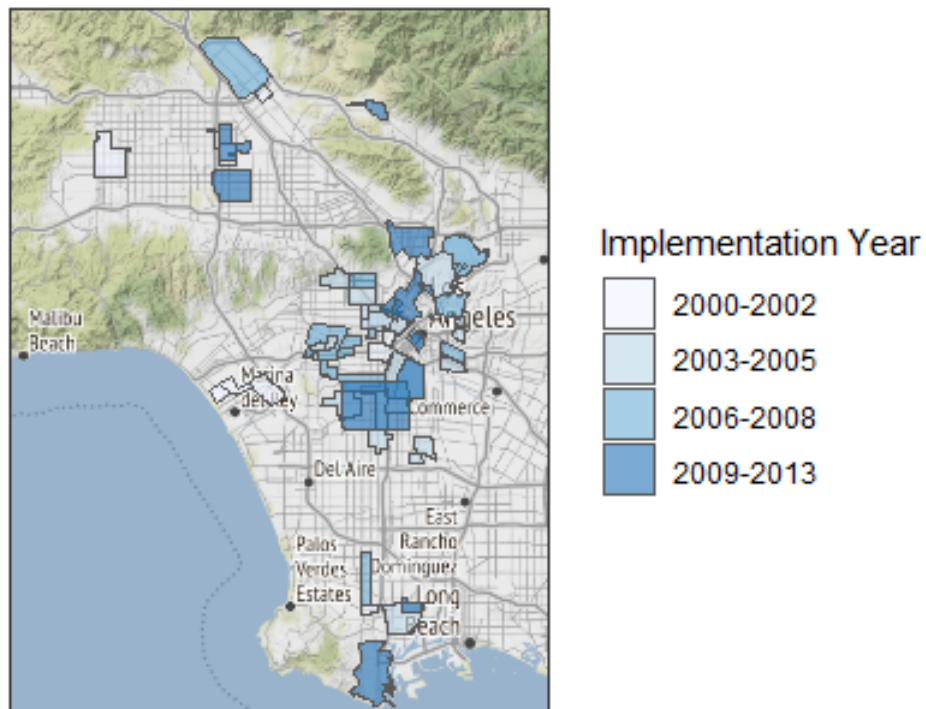 Malibu
Beach
Marina
del Rey
Angeles
Commerce
Del Aire
East
Rancho
Dominguez
Palos
Verdes
Estates
Long
Beach
Implementation Year
2000-2002
2003-2005
2006-2008
2009-2013